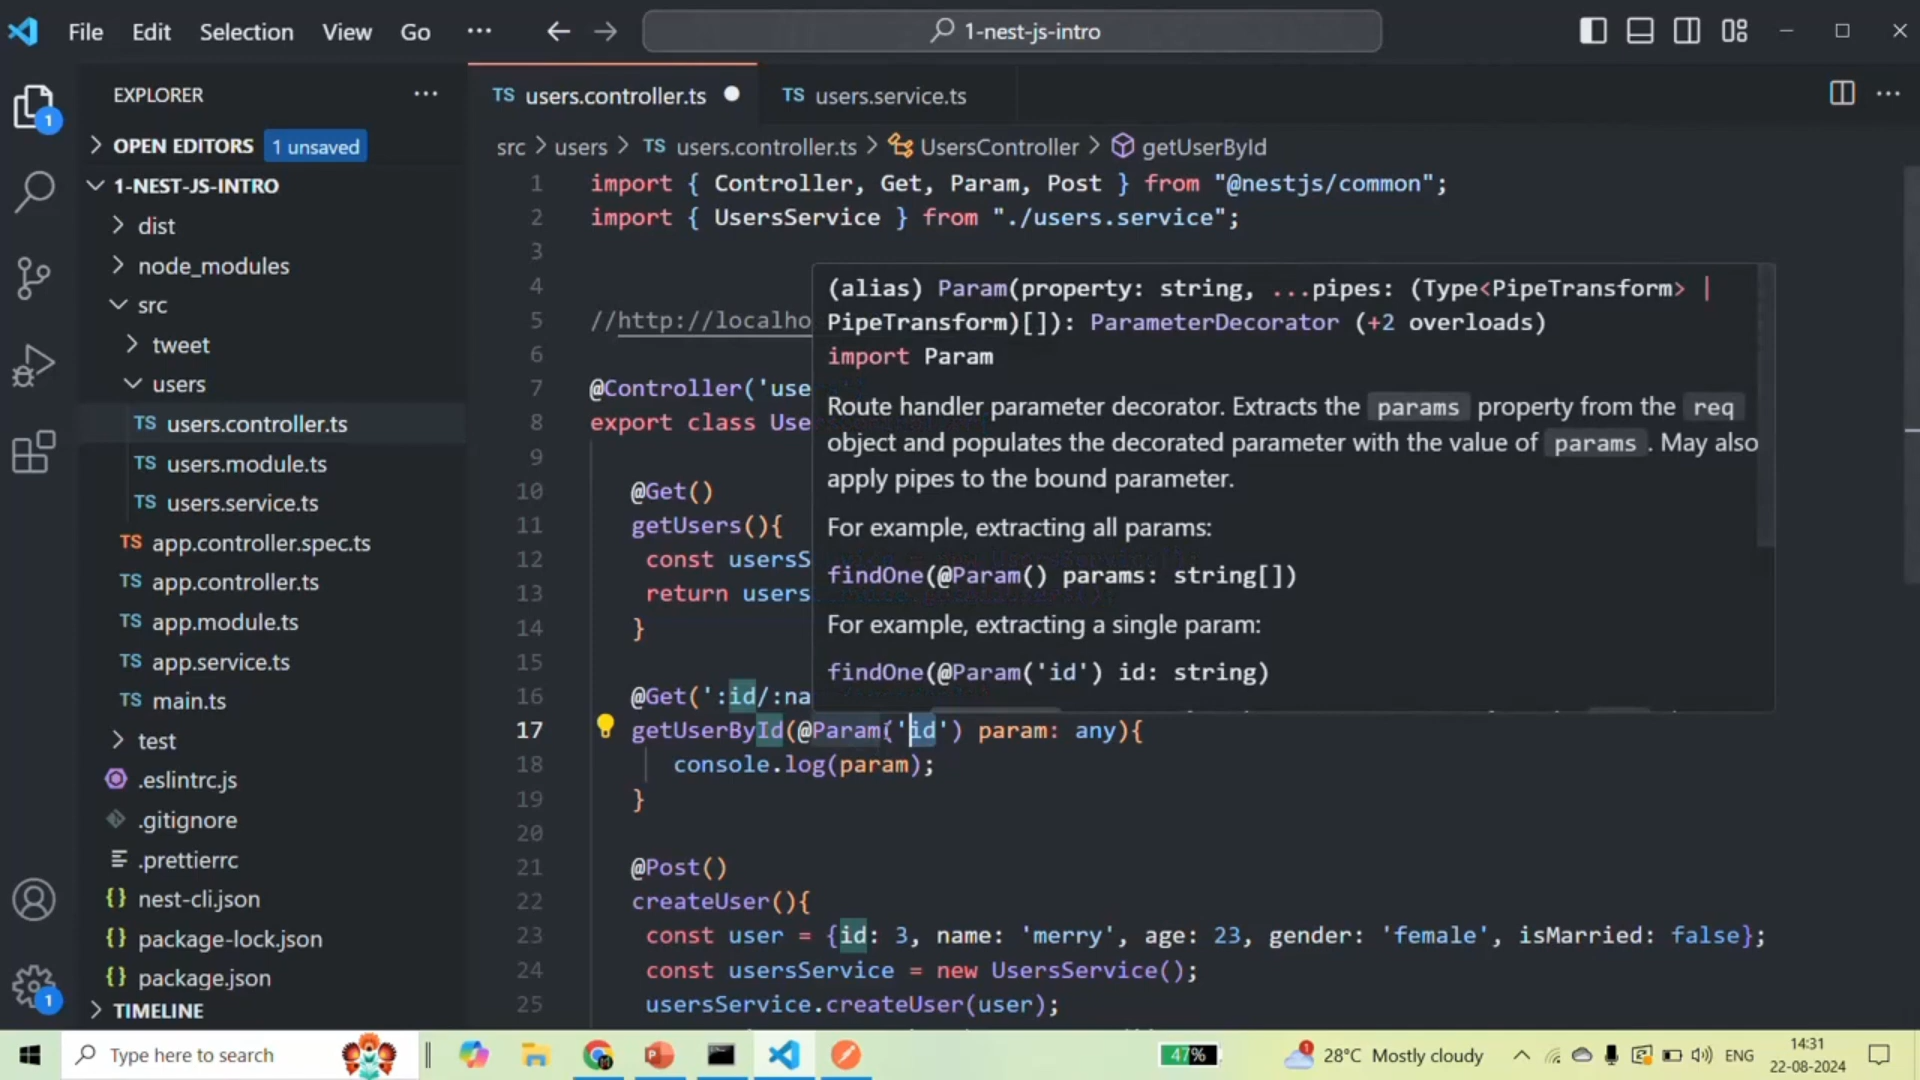 File Edit Selection View Go ··· 1-nest-js-intro
EXPLORER
1
OPEN EDITORS 1 unsaved
1-NEST-JS-INTRO
dist
node_modules
src
tweet
users
TS users.controller.ts
TS users.module.ts
TS users.service.ts
TS app.controller.spec.ts
TS app.controller.ts
TS app.module.ts
TS app.service.ts
TS main.ts
test
.eslintrc.js
.gitignore
.prettierrc
{} nest-cli.json
{} package-lock.json
{} package.json
1
TIMELINE
TS users.controller.ts TS users.service.ts
src > users > TS users.controller.ts > UsersController > getUserById
1 import { Controller, Get, Param, Post } from "@nestjs/common";
2 import { UsersService } from "./users.service";
3
4
5 //http://localho
6
7 @Controller('use
8 export class Use
9
10 @Get()
11 getUsers(){
12 const usersS
13 return users
14 }
15
16 @Get(':id/:na
17 getUserById(@Param('id') param: any){
18 console.log(param);
19 }
20
21 @Post()
22 createUser(){
23 const user = {id: 3, name: 'merry', age: 23, gender: 'female', isMarried: false};
24 const usersService = new UsersService();
25 usersService.createUser(user);
(alias) Param(property: string, ...pipes: (Type<PipeTransform> |
PipeTransform)[]): ParameterDecorator (+2 overloads)
import Param
Route handler parameter decorator. Extracts the params property from the req
object and populates the decorated parameter with the value of params. May also
apply pipes to the bound parameter.
For example, extracting all params:
findOne(@Param() params: string[])
For example, extracting a single param:
findOne(@Param('id') id: string)
Type here to search 47% 1 28°C Mostly cloudy ENG 14:31
22-08-2024